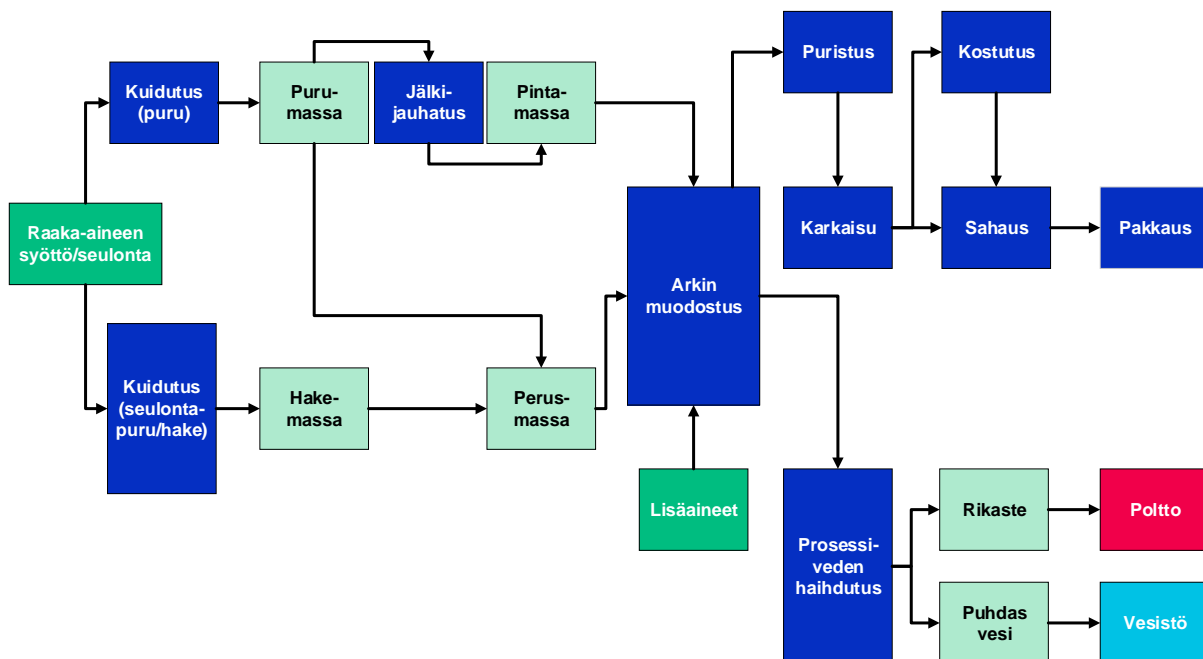 Puristus
Kostutus
Kuidutus
(puru)
Puru-
massa
Jälki-
jauhatus
Pinta-
massa
Raaka-aineen
syöttö/seulonta
Karkaisu
Sahaus
Pakkaus
Arkin
muodostus
Kuidutus
(seulonta-
puru/hake)
Hake-
massa
Perus-
massa
Lisäaineet
Prosessi-
veden
haihdutus
Rikaste
Poltto
Puhdas
vesi
Vesistö